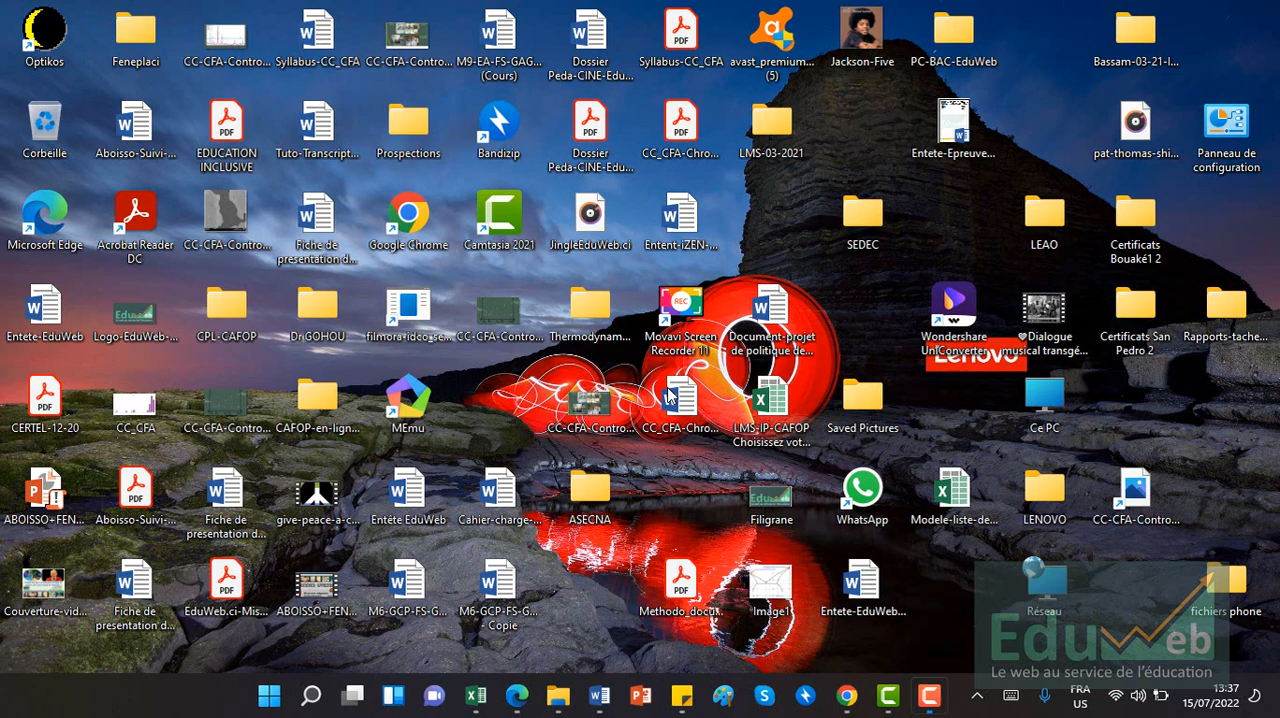 Optikos
Feneplaci
CC-CFA-Contro...
Syllabus-CC_CFA
CC-CFA-Contro...
M9-EA-FS-GAG...
(Cours)
Dossier
Peda-CINE-Edu...
Syllabus-CC_CFA
avast_premium...
(5)
Jackson-Five
PC-BAC-EduWeb
Bassam-03-21-I...
Corbeille
Aboisso-Suivi-...
EDUCATION
INCLUSIVE
Tuto-Transcript...
Prospections
Bandizip
Dossier
Peda-CINE-Edu...
CC_CFA-Chro...
LMS-03-2021
Entete-Epreuve...
pat-thomas-shi...
Panneau de
configuration
Microsoft Edge
Acrobat Reader
DC
CC-CFA-Contro...
Fiche de
presentation d...
Google Chrome
Camtasia 2021
JingleEduWeb.ci
Entent-iZEN-...
SEDEC
LEAO
Certificats
Bouaké1 2
Entete-EduWeb
Logo-EduWeb-...
CPL-CAFOP
Dr GOHOU
filmora-idco_se...
CC-CFA-Contro...
Thermodynam...
REC
Movavi Screen
Recorder 11
Document-projet
de politique de...
Wondershare
UniConverter
Lenovo
♥Dialogue
musical transgé...
Certificats San
Pedro 2
Rapports-tache...
CERTEL-12-20
CC_CFA
CC-CFA-Contro...
CAFOP-en-lign...
MEmu
CC-CFA-Contro...
CC_CFA-Chro...
LMS-IP-CAFOP
Choisissez vot...
Saved Pictures
Ce PC
ABOISSO+FEN...
Aboisso-Suivi-...
Fiche de
presentation d...
give-peace-a-c...
Entéte EduWeb
Cahier-charge-...
ASECNA
Filigrane
WhatsApp
Modele-liste-de...
LENOVO
CC-CFA-Contro...
Couverture-vid...
Fiche de
presentation d...
EduWeb.ci-Mis...
ABOISSO+FEN...
M6-GCP-FS-G...
M6-GCP-FS-G...
- Copie
Methodo_docu...
Image1
Entete-EduWeb...
Réseau
fichiers phone
EduWeb
Le web au service de l'éducation
FRA
US
13:37
15/07/2022